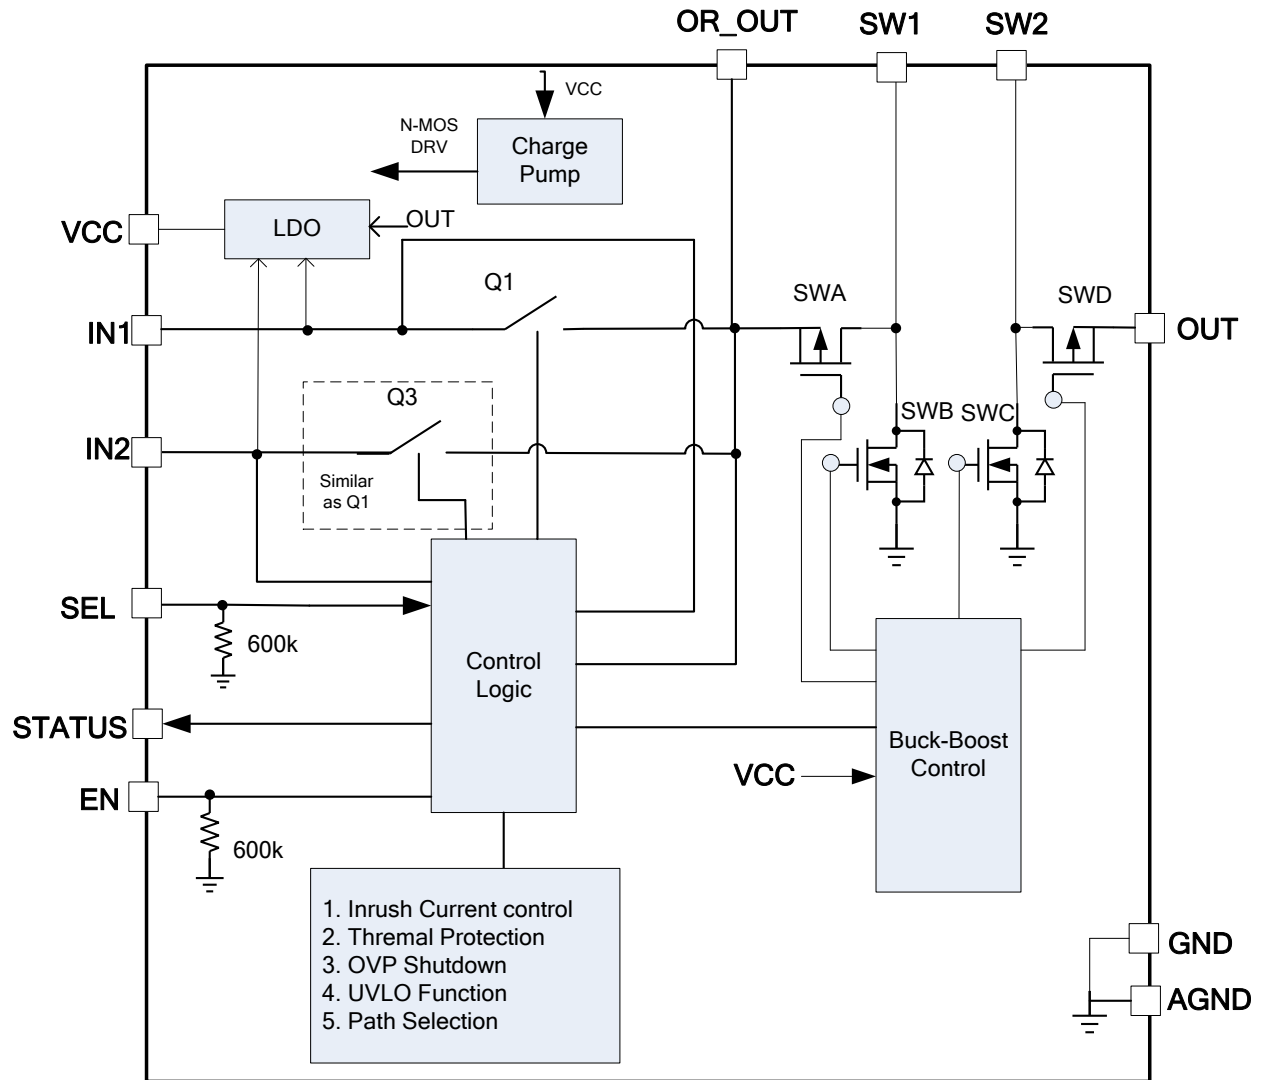 OR_OUT
SW1
SW2
VCC
N-MOS
DRV
Charge
Pump
VCC
LDO
OUT
Q1
SWA
SWD
IN1
OUT
Q3
SWB
SWC
IN2
Similar
as Q1
SEL
600k
Control
Logic
STATUS
Buck-Boost
Control
VCC
EN
600k
1. Inrush Current control
2. Thremal Protection
3. OVP Shutdown
4. UVLO Function
5. Path Selection
GND
AGND